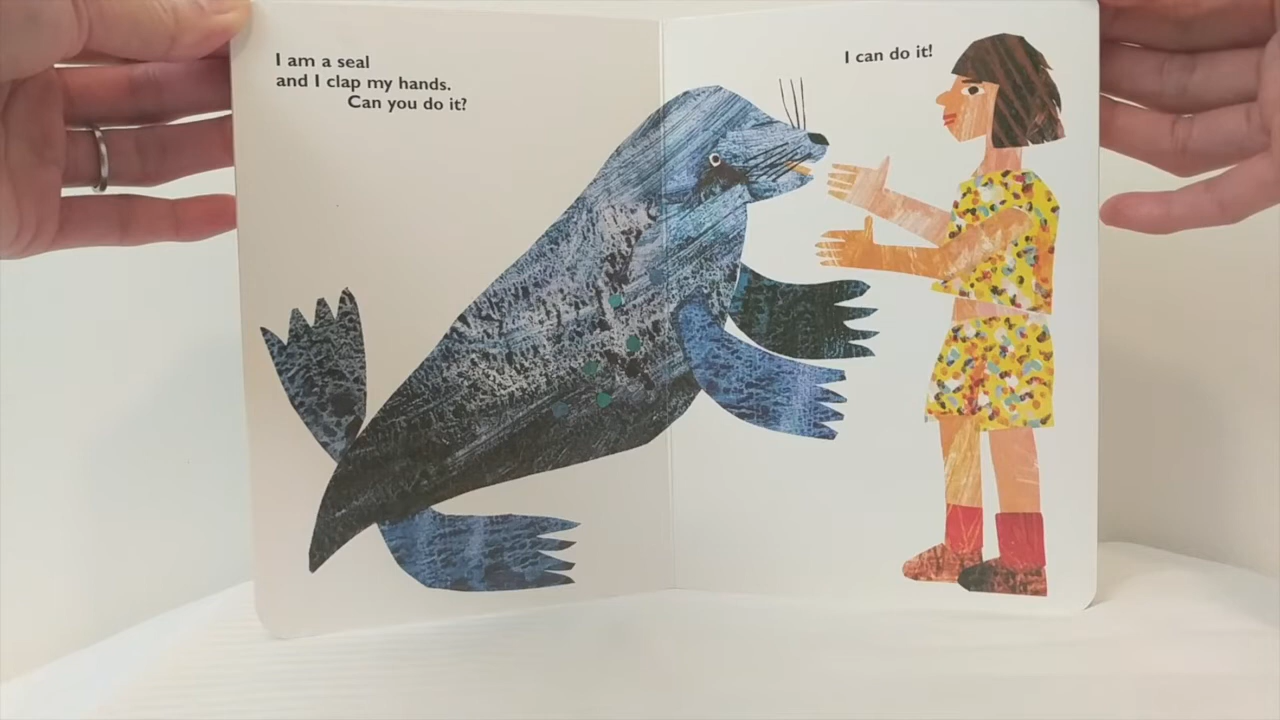 I am a seal
and I clap my hands.
Can you do it?
I can do it!